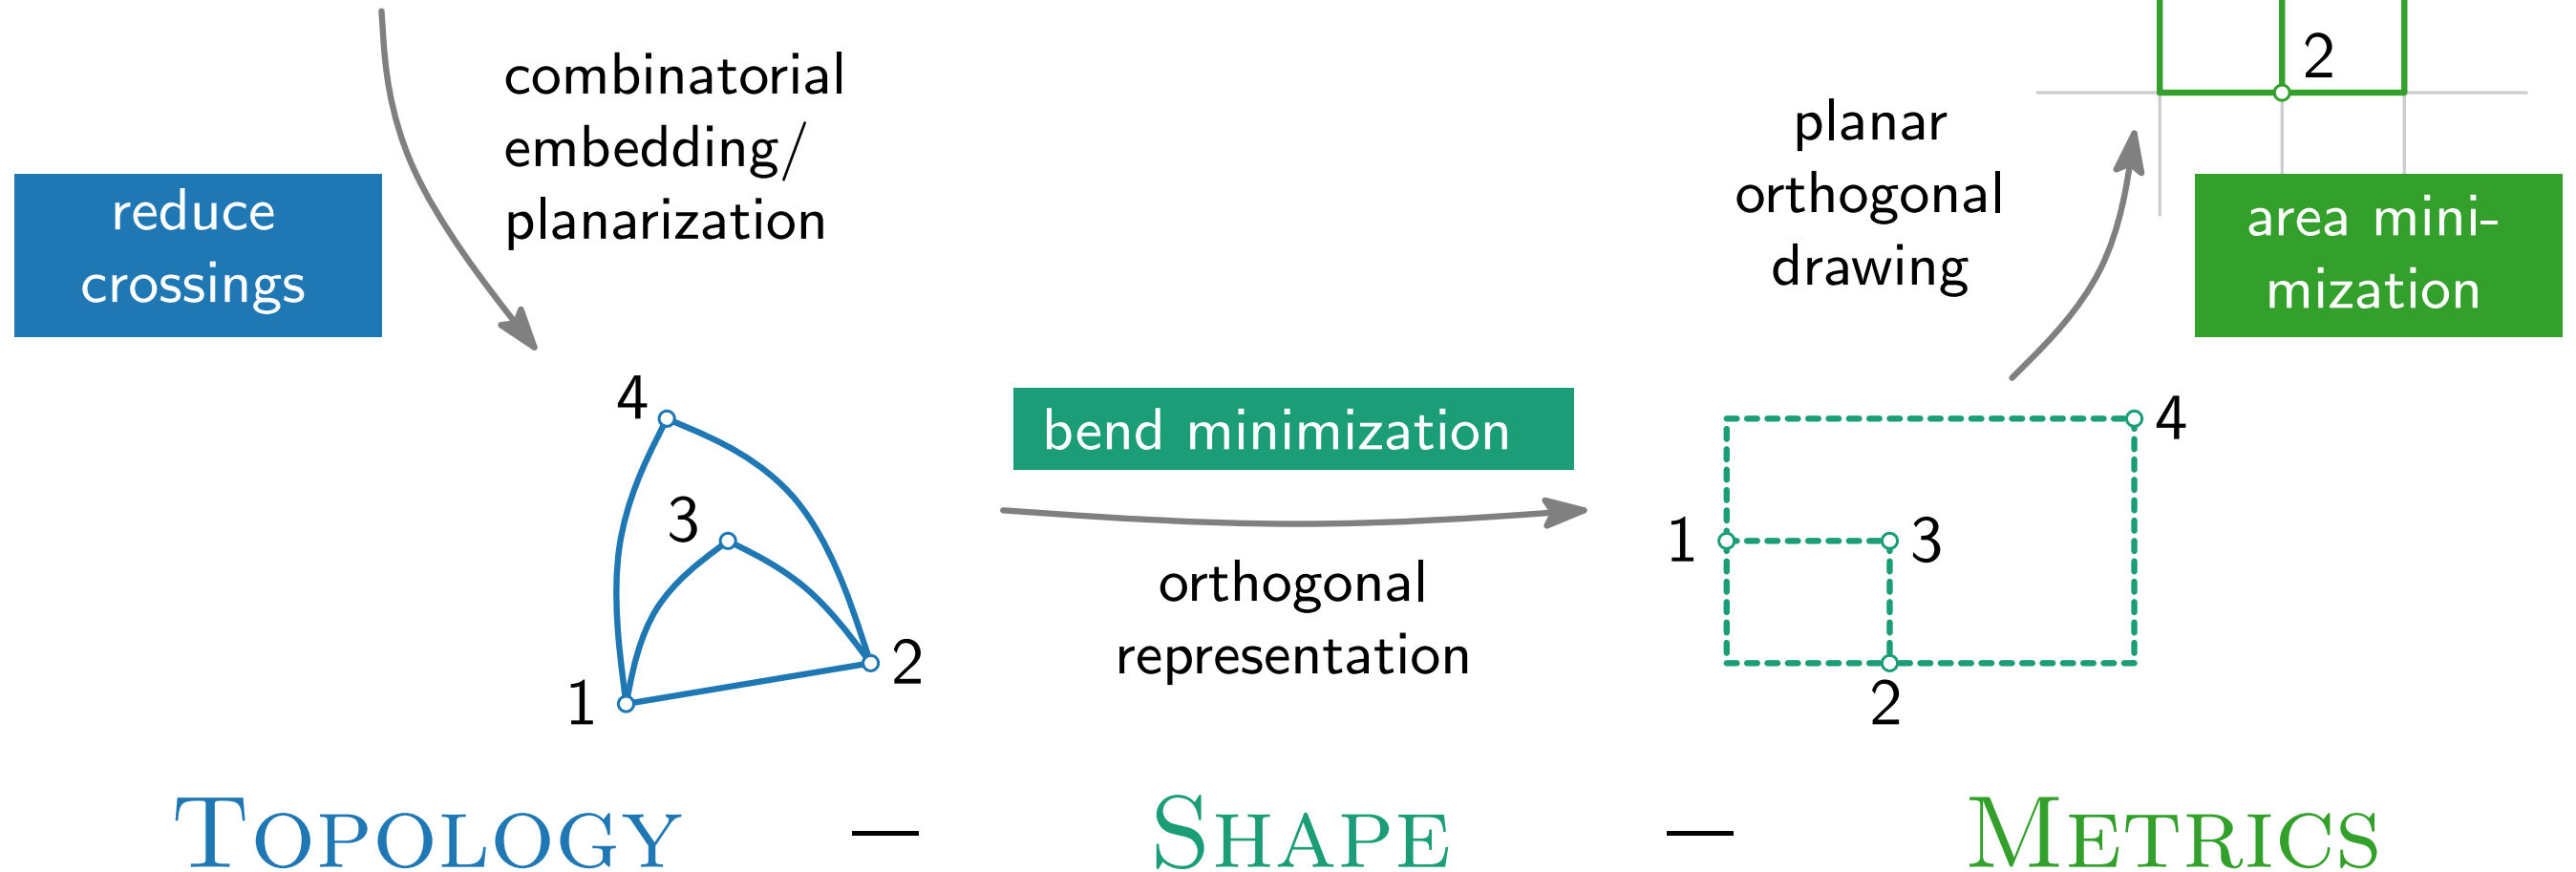 combinatorial
embedding/
planarization
reduce
crossings
planar
orthogonal
drawing
2
area mini-
mization
4
3
1
2
bend minimization
orthogonal
representation
4
1
3
2
TOPOLOGY — SHAPE — METRICS